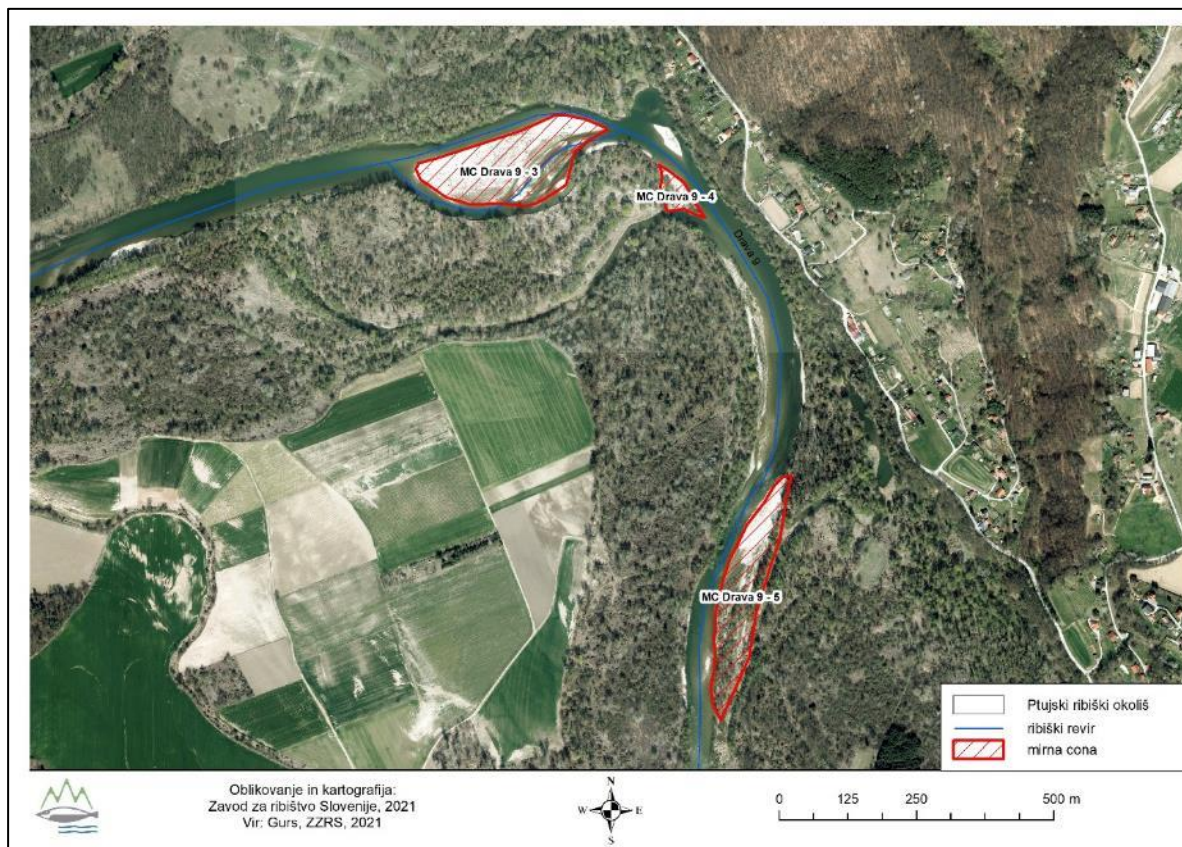 MC Drava 9 - 3
MC Drava 9 - 4
Drava 9
MC Drava 9 - 5
Ptujski ribiški okoliš
ribiški revir
mirna cona
Oblikovanje in kartografija:
Zavod za ribištvo Slovenije, 2021
Vir: Gurs, ZZRS, 2021
N
W E
S
0 125 250 500 m